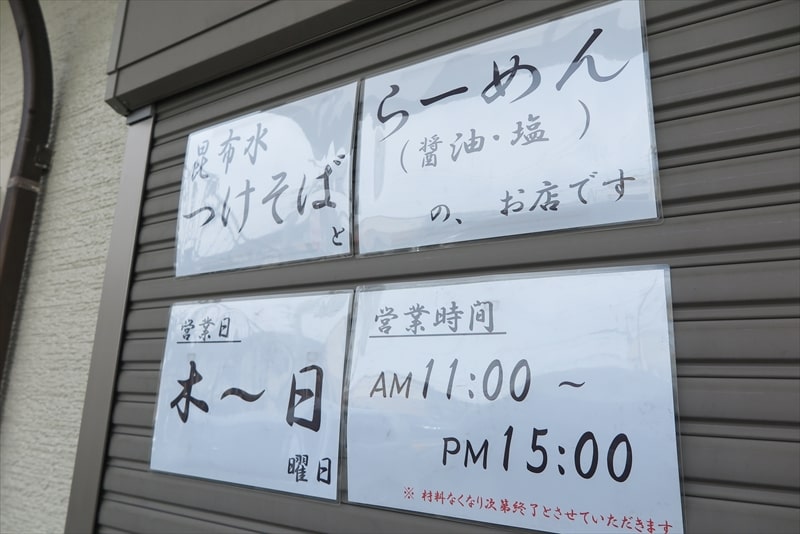 昆布水
つけそば
と
らーめん
(醤油・塩)
の、お店です
営業日
木～日
曜日
営業時間
AM11:00～
PM15:00
※材料なくなり次第終了とさせていただきます